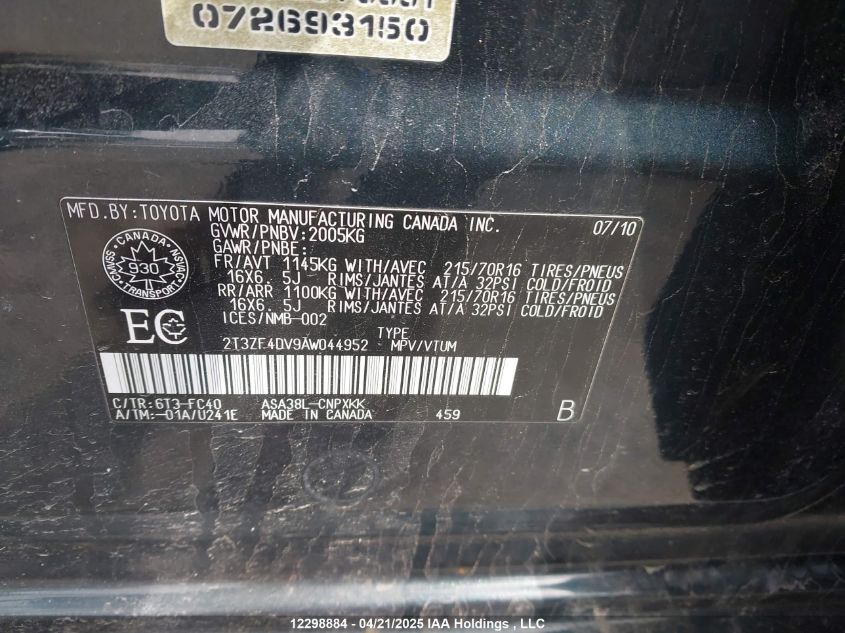 072693150
MFD.BY:TOYOTA MOTOR MANUFACTURING CANADA INC. 07/10
GVWR/PNBV:2005KG
GAWR/PNBE:
FR/AVT 1145KG WITH/AVEC 215/70R16 TIRES/PNEUS
16X6.5J RIMS/JANTES AT/A 32PSI COLD/FROID
RR/ARR 1100KG WITH/AVEC 215/70R16 TIRES/PNEUS
16X6.5J RIMS/JANTES AT/A 32PSI COLD/FROID
ICES/NMB-002
CANADA
CMVSS 930 NSVAC
TRANSPORT
EC
TYPE
2T3ZF4DV9AW044952 MPV/VTUM
C/TR:6T3-FC40 ASA38L-CNPXKK
A/TM:-01A/U241E MADE IN CANADA 459 B
12298884 - 04/21/2025 IAA Holdings, LLC